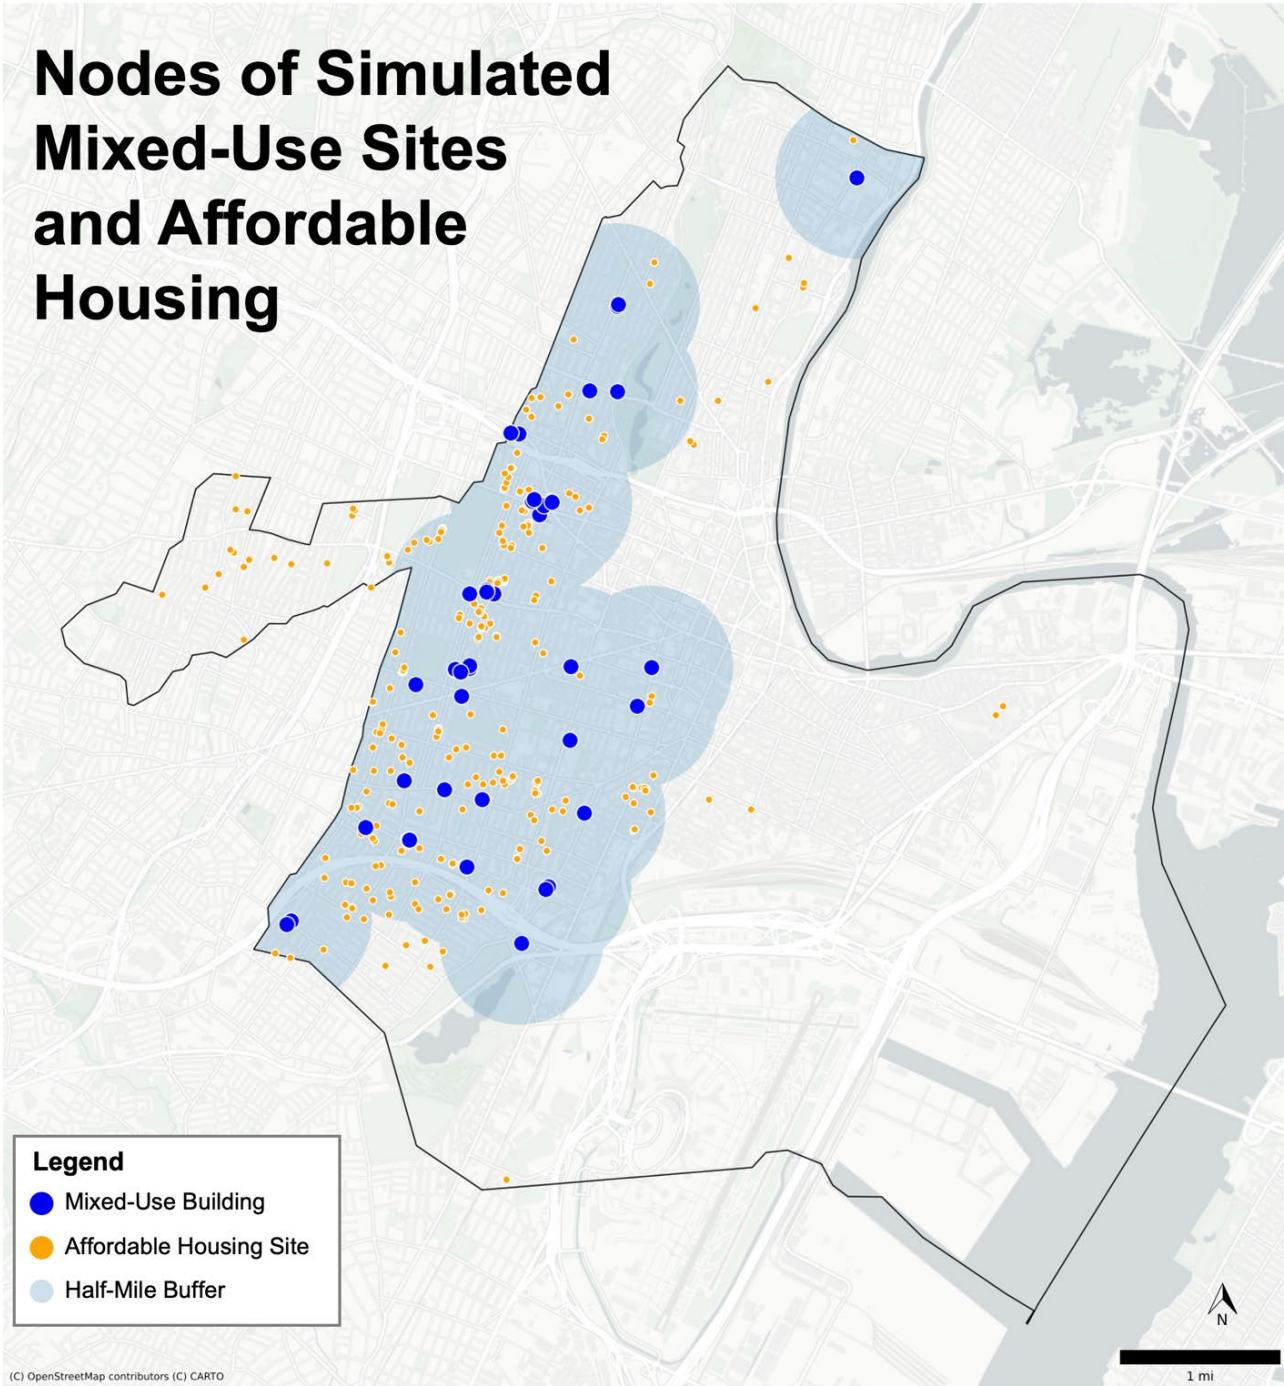 Nodes of Simulated
Mixed-Use Sites
and Affordable
Housing
Legend
Mixed-Use Building
Affordable Housing Site
Half-Mile Buffer
N
1 mi
(C) OpenStreetMap contributors (C) CARTO